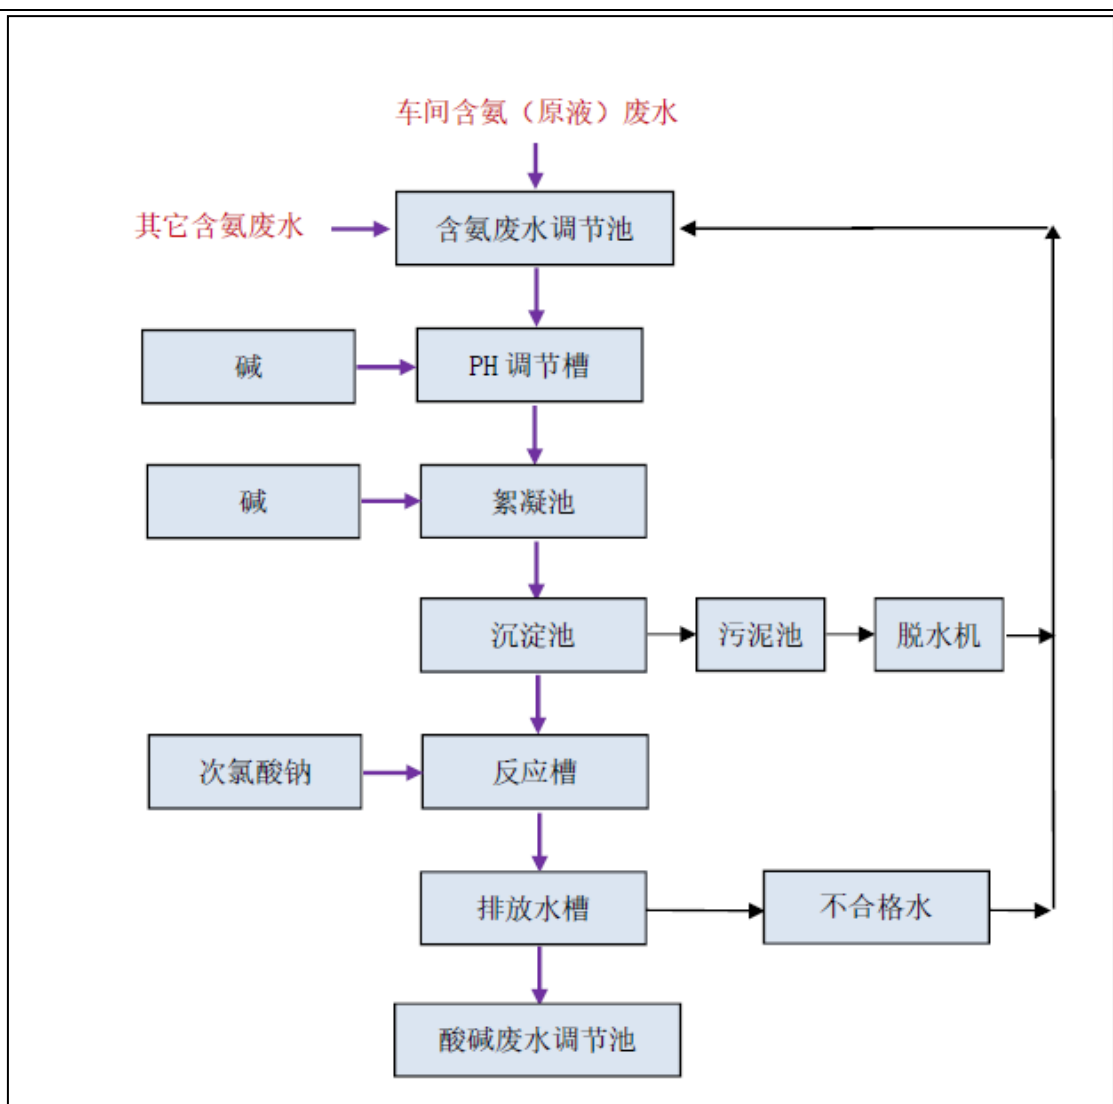 车间含氨（原液）废水
其它含氨废水
含氨废水调节池
碱
PH 调节槽
碱
絮凝池
沉淀池
污泥池
脱水机
次氯酸钠
反应槽
排放水槽
不合格水
酸碱废水调节池